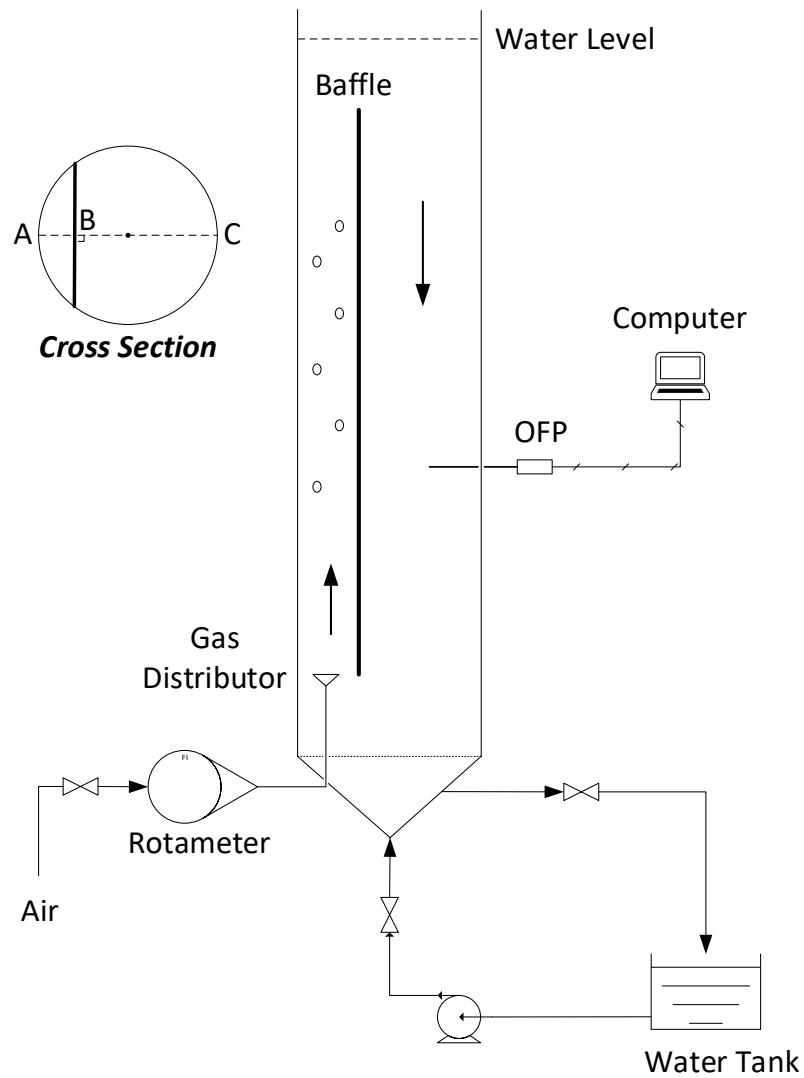 Water Level
Baffle
A
B
C
Cross Section
Computer
OFP
Gas
Distributor
FI
Rotameter
Air
Water Tank